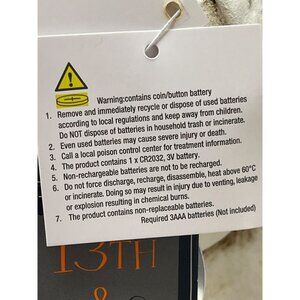 Warning:contains coin/button battery
1. Remove and immediately recycle or dispose of used batteries
according to local regulations and keep away from children.
Do NOT dispose of batteries in household trash or incinerate.
2. Even used batteries may cause severe injury or death.
3. Call a local poison control center for treatment information.
4. The product contains 1 x CR2032, 3V battery.
5. Non-rechargeable batteries are not to be recharged.
6. Do not force discharge, recharge, disassemble, heat above 60°C
or incinerate. Doing so may result in injury due to venting, leakage
or explosion resulting in chemical burns.
7. The product contains non-replaceable batteries.
Required 3AAA batteries (Not included)
13TH
&